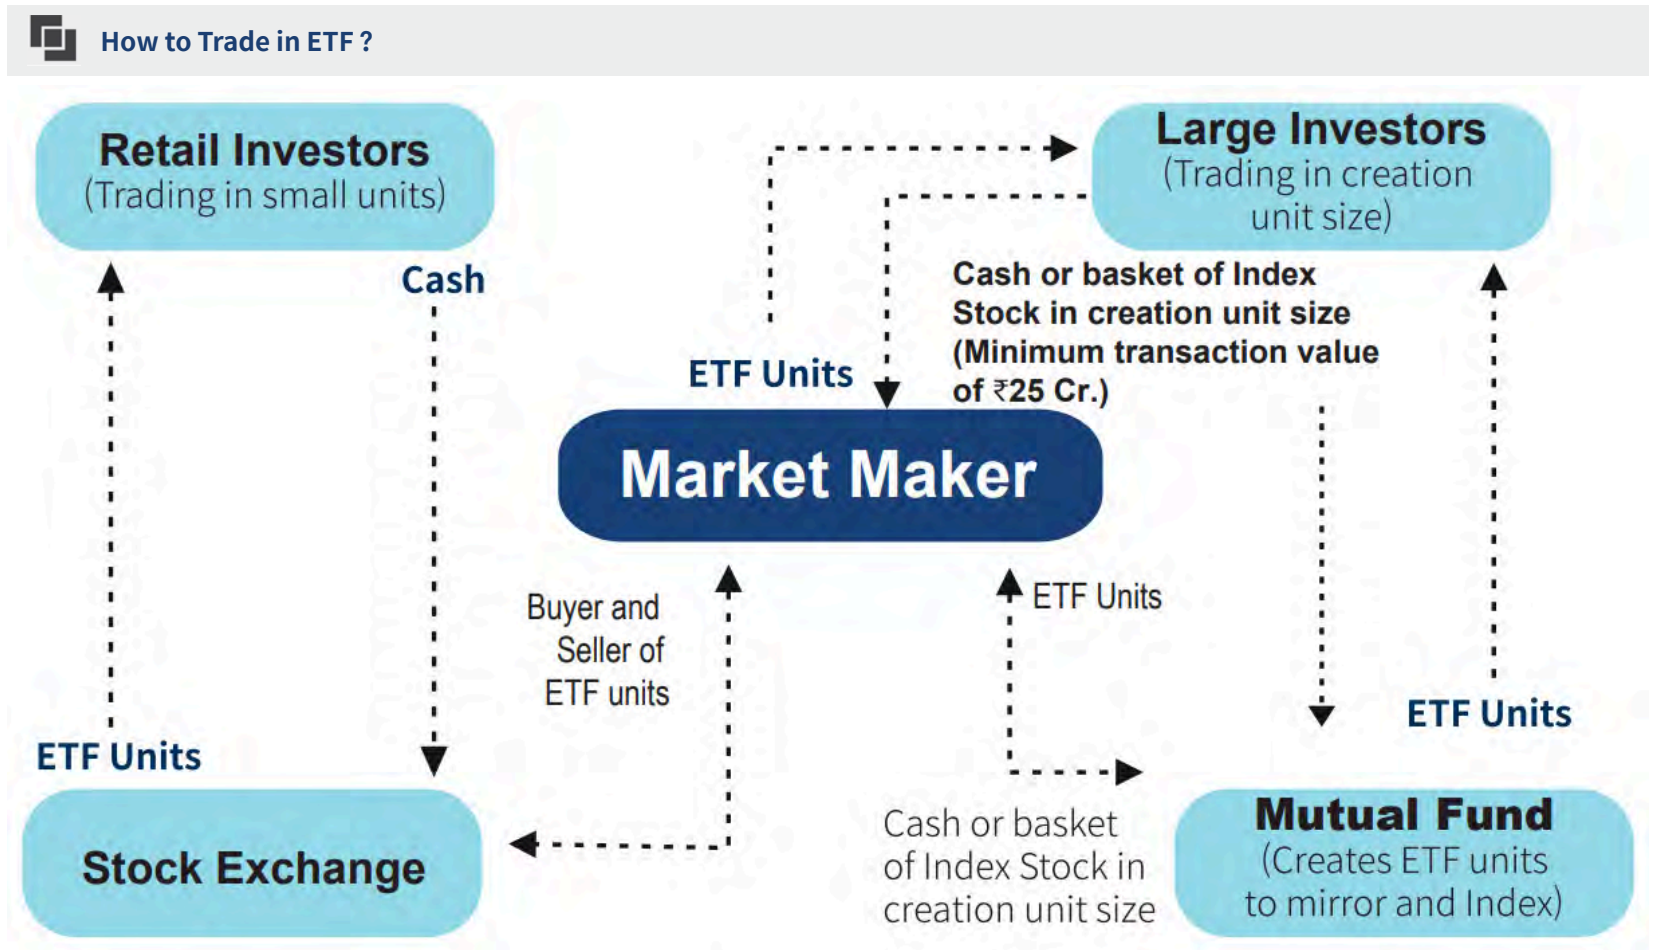 How to Trade in ETF ?
Retail Investors
(Trading in small units)
Large Investors
(Trading in creation
unit size)
Cash
Cash or basket of Index
Stock in creation unit size
(Minimum transaction value
of ₹25 Cr.)
ETF Units
Market Maker
Buyer and
Seller of
ETF units
ETF Units
ETF Units
ETF Units
Stock Exchange
Cash or basket
of Index Stock in
creation unit size
Mutual Fund
(Creates ETF units
to mirror and Index)